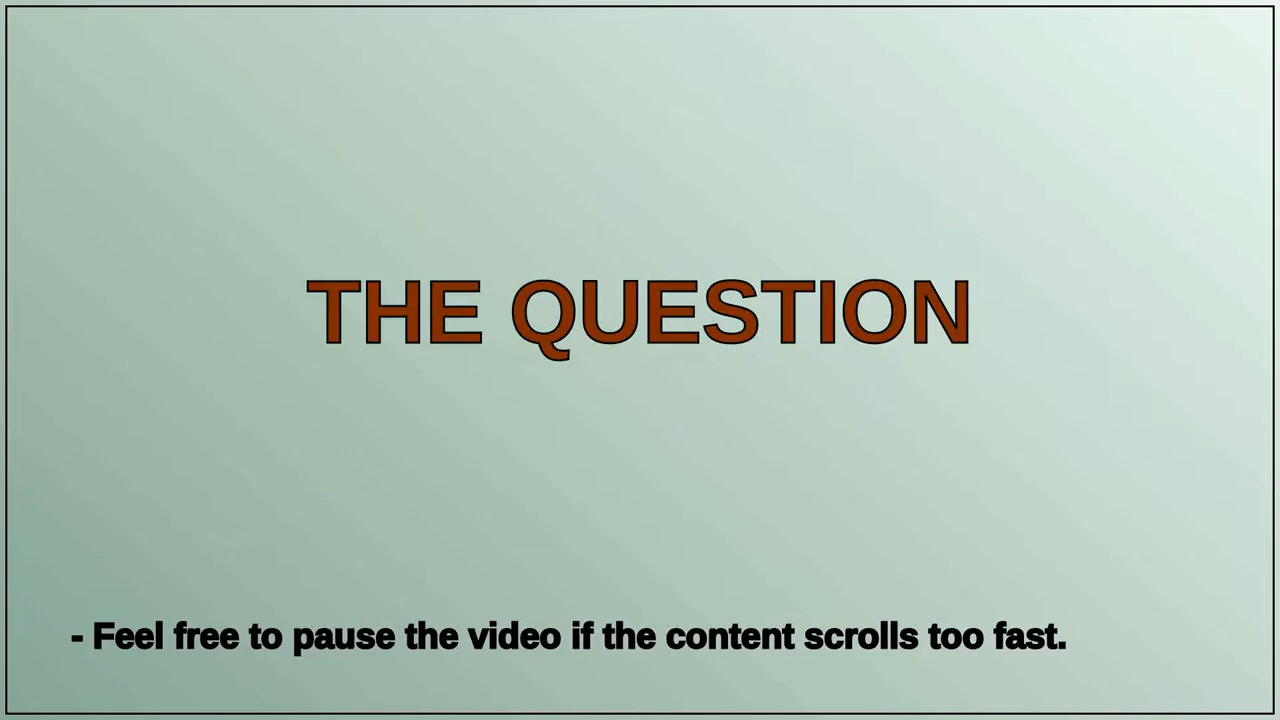 THE QUESTION
- Feel free to pause the video if the content scrolls too fast.